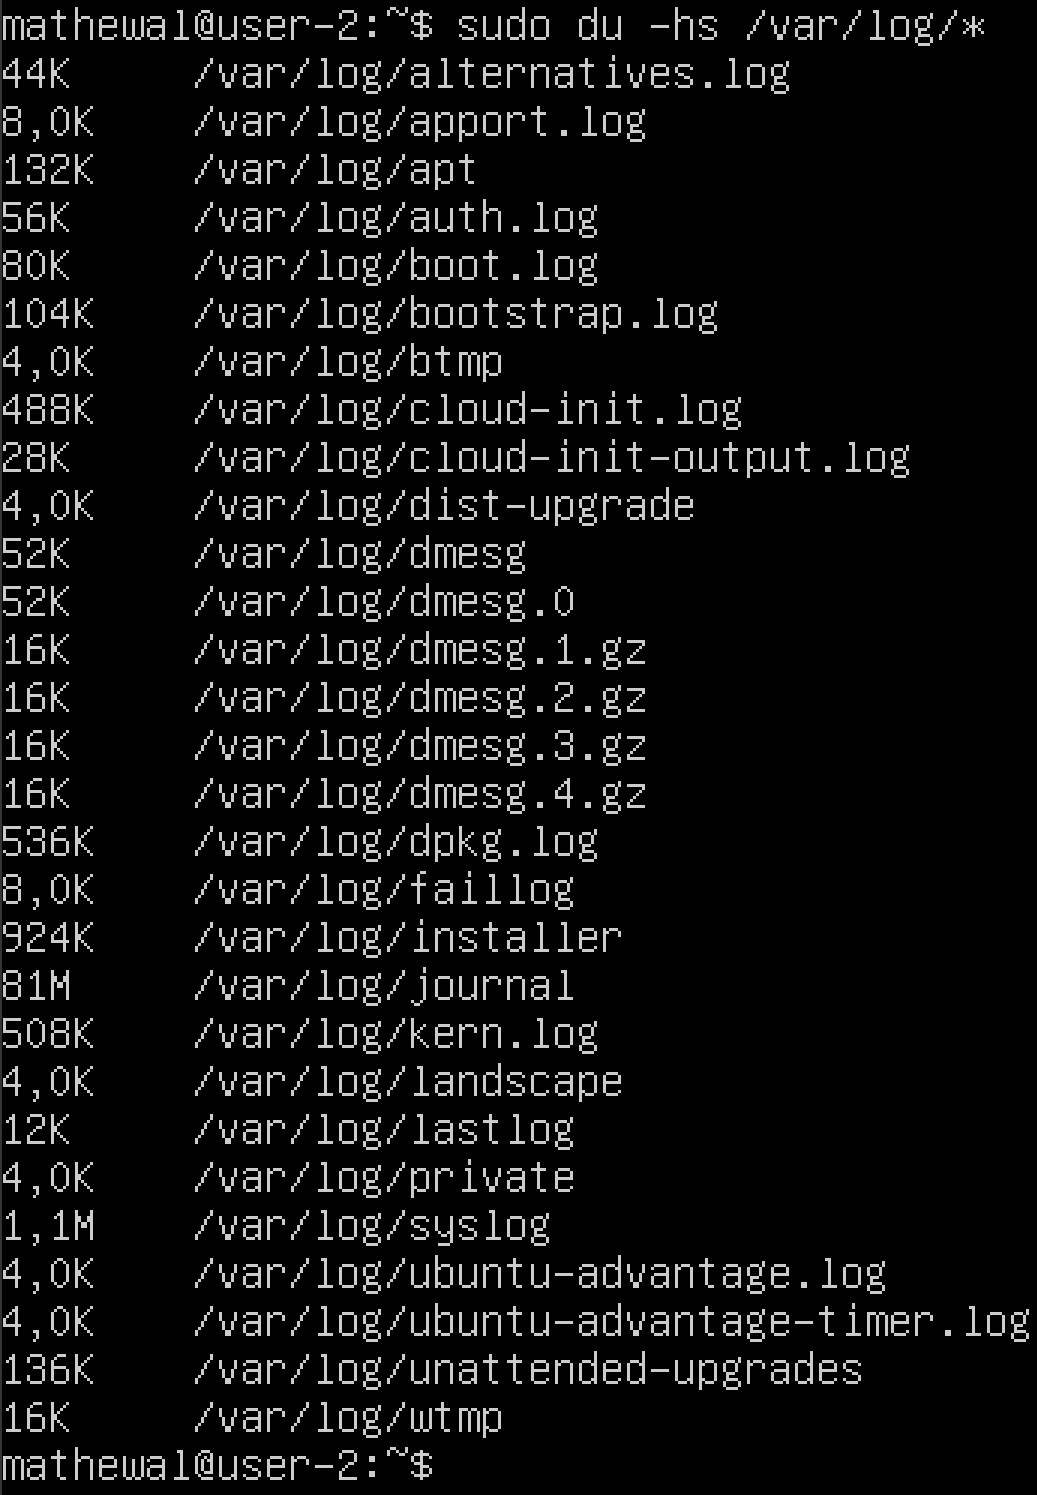 mathewal@user-2:~$ sudo du -hs /var/log/*
44K /var/log/alternatives.log
8,0K /var/log/apport.log
132K /var/log/apt
56K /var/log/auth.log
80K /var/log/boot.log
104K /var/log/bootstrap.log
4,0K /var/log/btmp
488K /var/log/cloud-init.log
28K /var/log/cloud-init-output.log
4,0K /var/log/dist-upgrade
52K /var/log/dmesg
52K /var/log/dmesg.0
16K /var/log/dmesg.1.gz
16K /var/log/dmesg.2.gz
16K /var/log/dmesg.3.gz
16K /var/log/dmesg.4.gz
536K /var/log/dpkg.log
8,0K /var/log/faillog
924K /var/log/installer
81M /var/log/journal
508K /var/log/kern.log
4,0K /var/log/landscape
12K /var/log/lastlog
4,0K /var/log/private
1,1M /var/log/syslog
4,0K /var/log/ubuntu-advantage.log
4,0K /var/log/ubuntu-advantage-timer.log
136K /var/log/unattended-upgrades
16K /var/log/wtmp
mathewal@user-2:~$